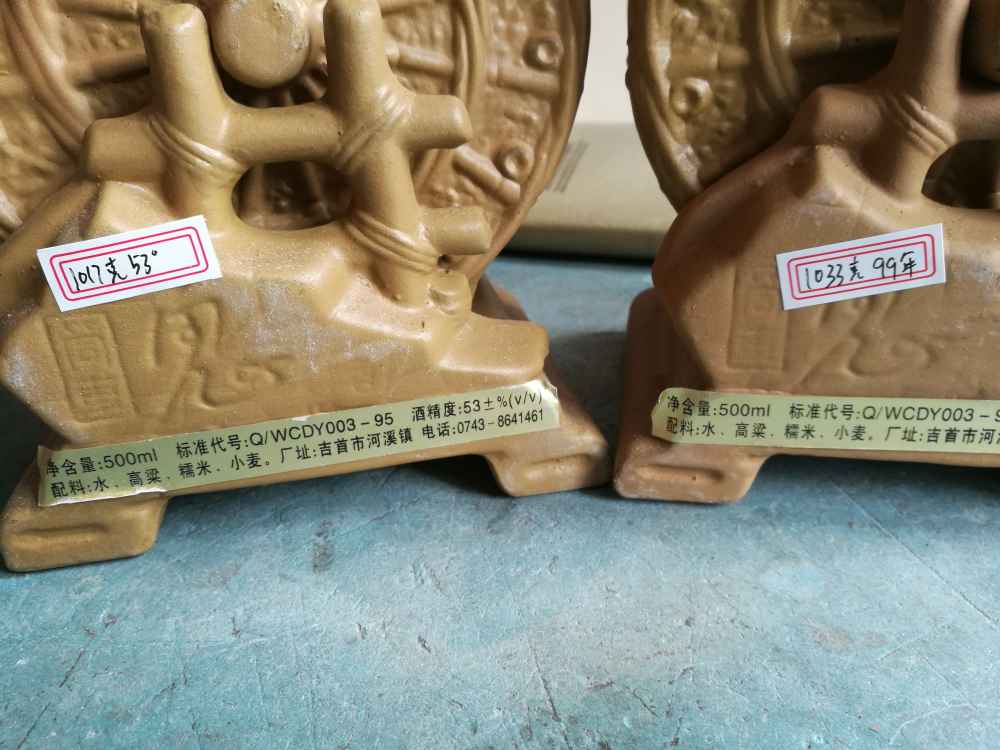 1017克 53°
净含量:500ml 标准代号:Q/WCDY003-95 酒精度:53±%(v/v)
配料:水、高粱、糯米、小麦。厂址:吉首市河溪镇 电话:0743-8641461
1033克 99年
净含量:500ml 标准代号:Q/WCDY003-9
配料:水、高粱、糯米、小麦。厂址:吉首市河